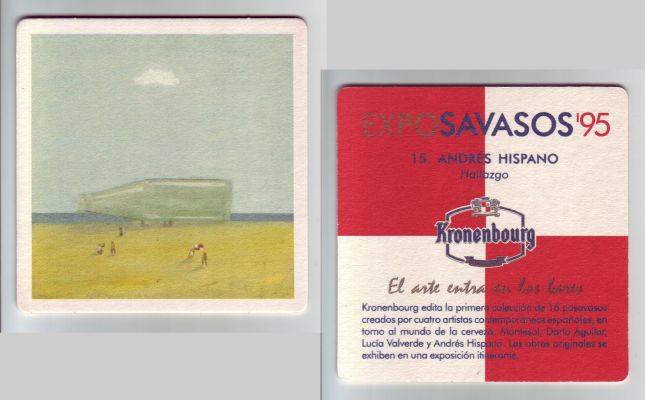 EXPOSAVASOS'95
15. ANDRÉS HISPANO
Hallazgo
Kronenbourg
El arte entra en los bares
Kronenbourg edita la primera colección de 16 posavasos
creados por cuatro artistas contemporáneos españoles, en
torno al mundo de la cerveza: Montesol, Darío Aguilar,
Lucía Valverde y Andrés Hispano. Las obras originales se
exhiben en una exposición itinerante.